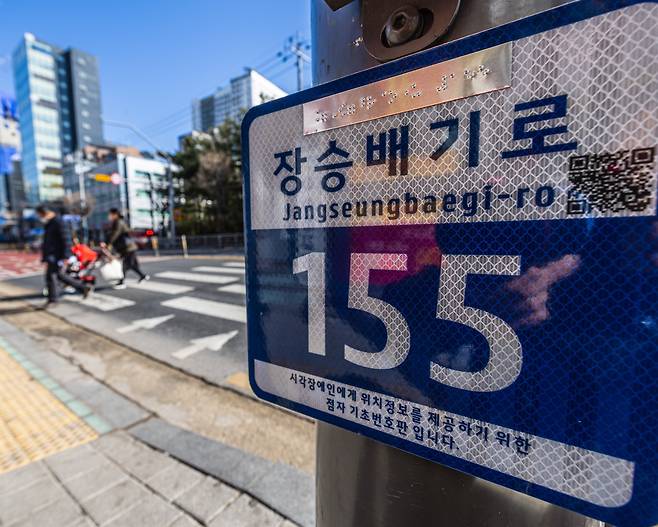 장승배기로
Jangseungbaegi-ro
155
시각장애인에게 위치정보를 제공하기 위한
점자 기초번호판 입니다.